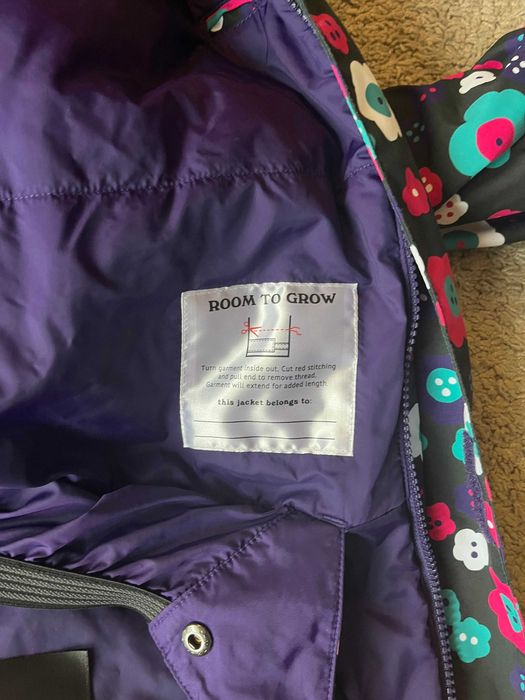 ROOM TO GROW
Turn garment inside out. Cut red stitching
and pull end to remove thread.
Garment will extend for added length.
this jacket belongs to: